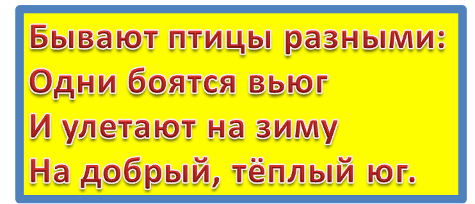 Бывают птицы разными:
Одни боятся вьюг
И улетают на зиму
На добрый, тёплый юг.